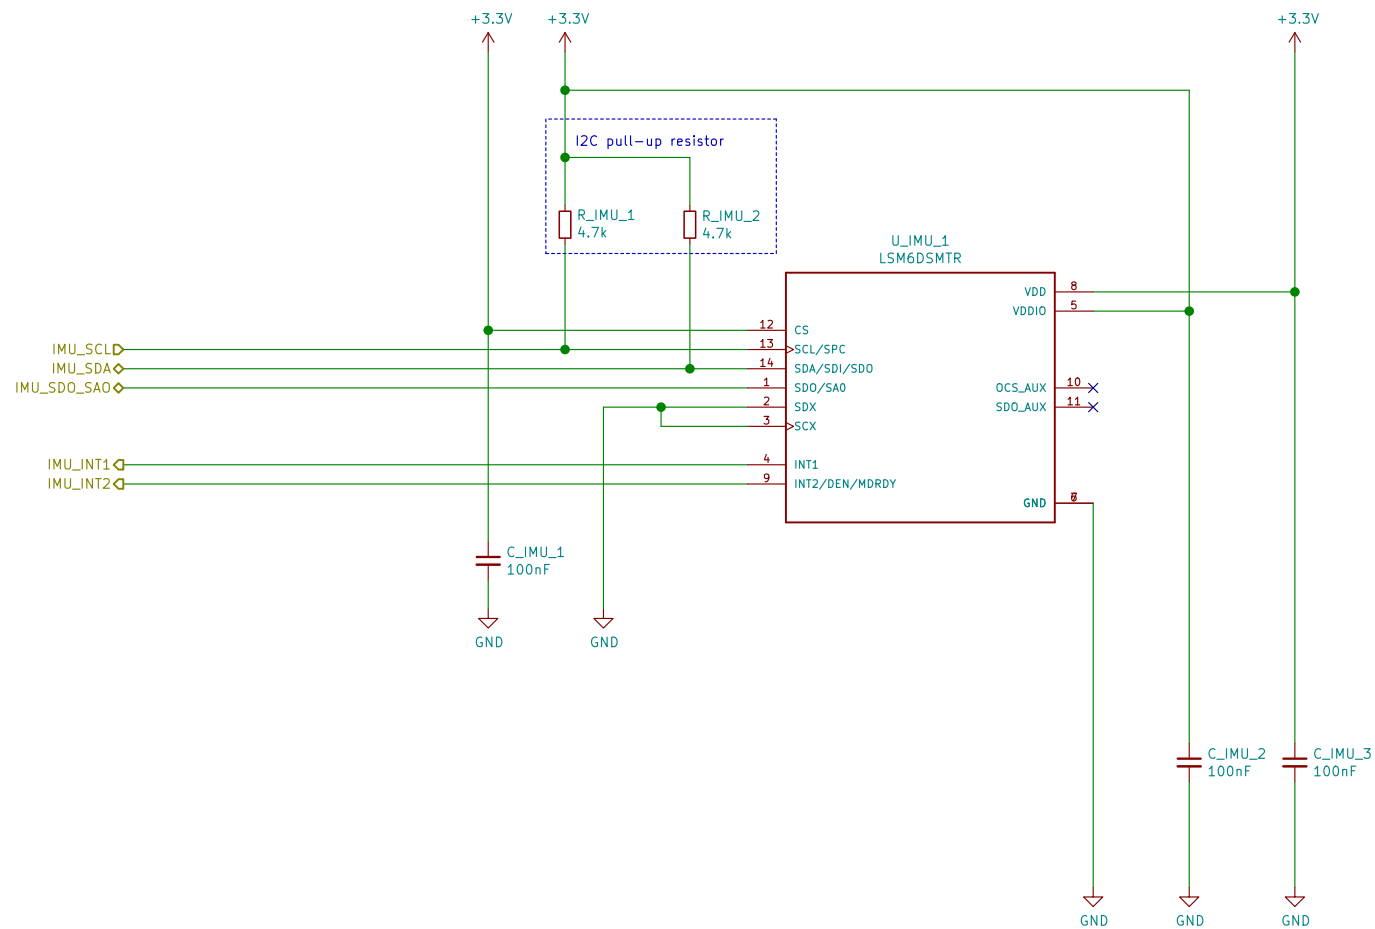 +3.3V
+3.3V
+3.3V
I2C pull-up resistor
R_IMU_1
4.7k
R_IMU_2
4.7k
U_IMU_1
LSM6DSMTR
VDD
8
VDDIO
5
12
CS
IMU_SCL
13
SCL/SPC
IMU_SDA
14
SDA/SDI/SDO
IMU_SDO_SA0
1
SDO/SA0
OCS_AUX
10
2
SDX
SDO_AUX
11
3
SCX
IMU_INT1
4
INT1
IMU_INT2
9
INT2/DEN/MDRDY
GND
C_IMU_1
100nF
GND
GND
C_IMU_2
100nF
C_IMU_3
100nF
GND
GND
GND